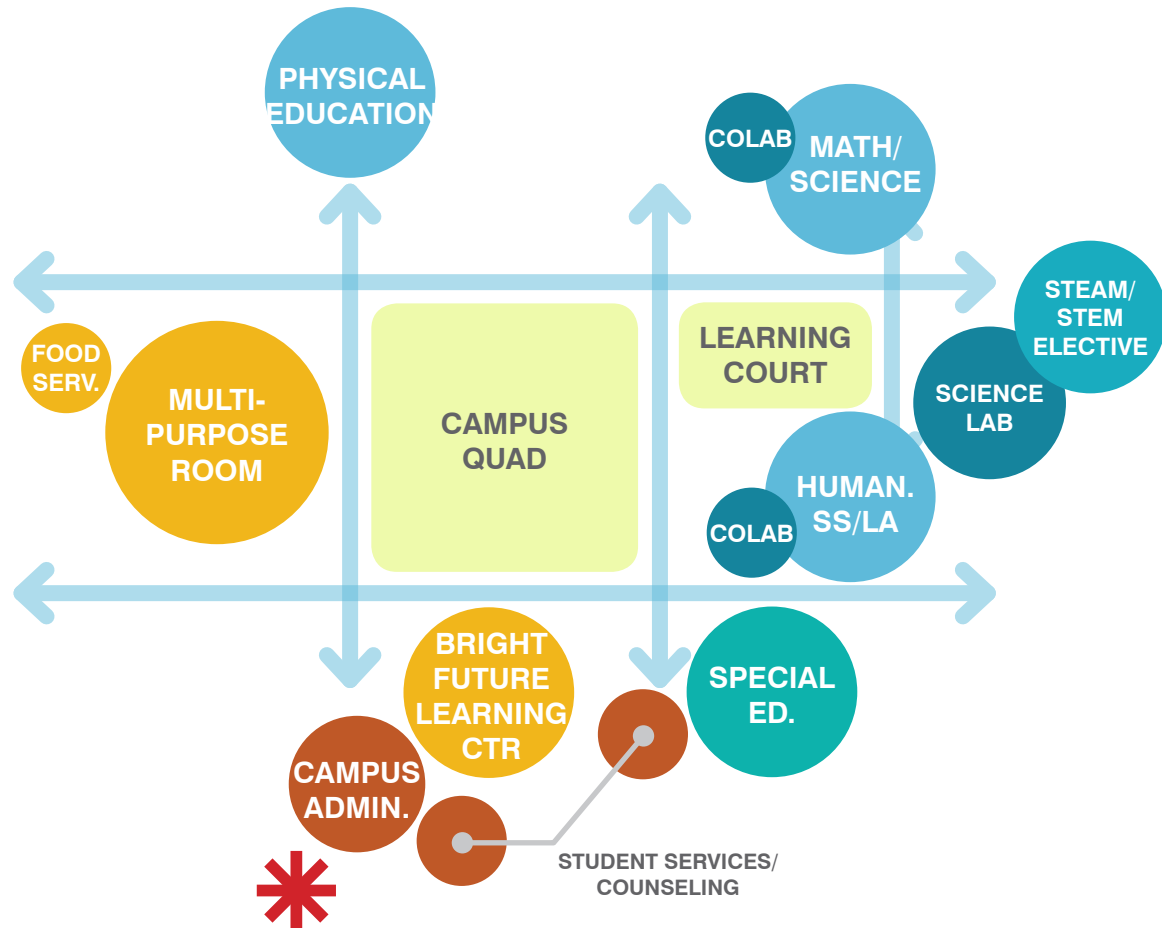 PHYSICAL
EDUCATION
COLAB
MATH/
SCIENCE
STEAM/
STEM
ELECTIVE
FOOD
SERV.
MULTI-
PURPOSE
ROOM
CAMPUS
QUAD
LEARNING
COURT
SCIENCE
LAB
HUMAN.
SS/LA
COLAB
BRIGHT
FUTURE
LEARNING
CTR
SPECIAL
ED.
CAMPUS
ADMIN.
STUDENT SERVICES/
COUNSELING